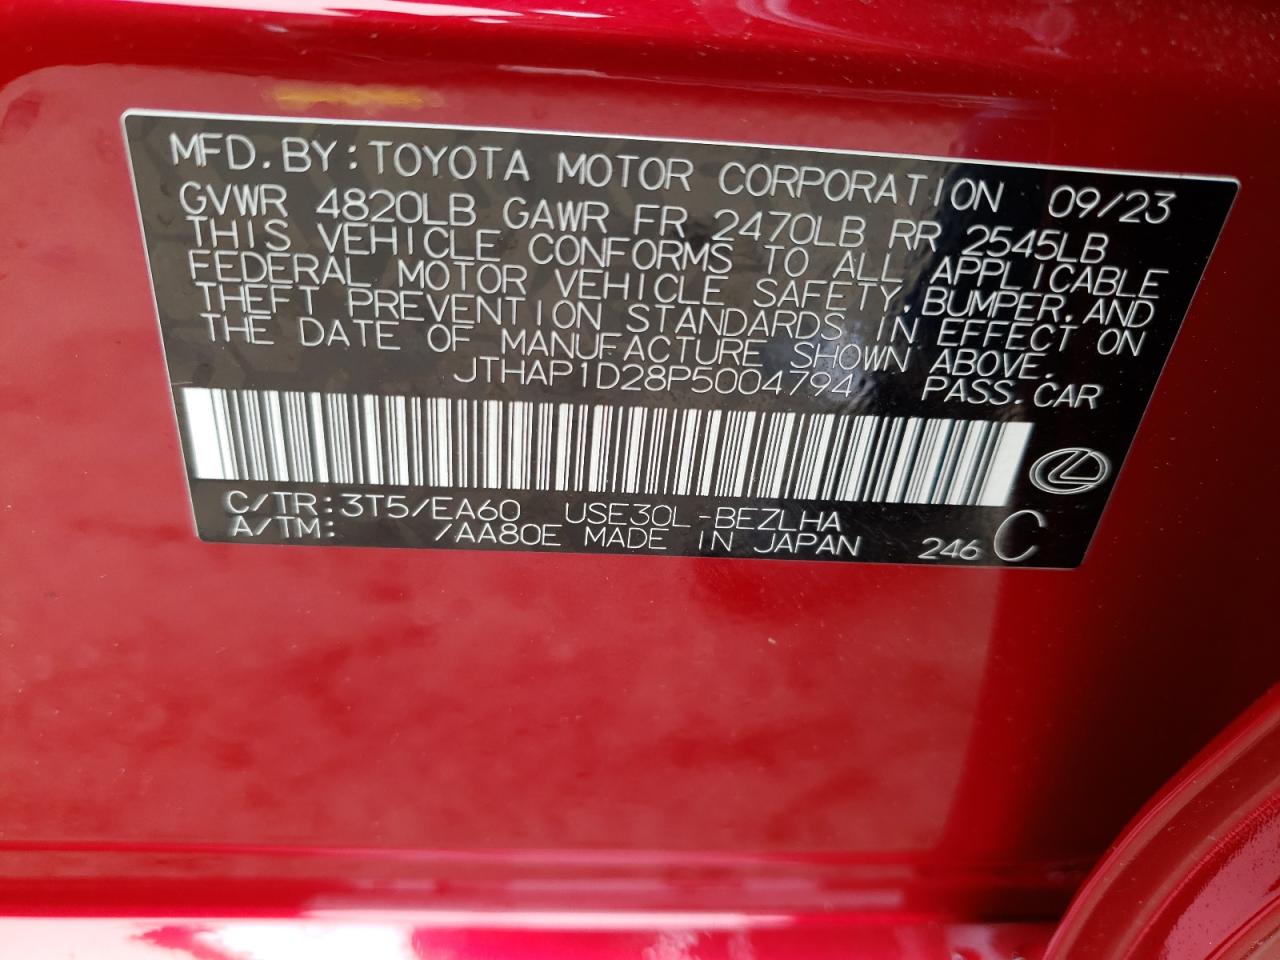 MFD.BY:TOYOTA MOTOR CORPORATION 09/23
GVWR 4820LB GAWR FR 2470LB RR 2545LB
THIS VEHICLE CONFORMS TO ALL APPLICABLE
FEDERAL MOTOR VEHICLE SAFETY,BUMPER,AND
THEFT PREVENTION STANDARDS IN EFFECT ON
THE DATE OF MANUFACTURE SHOWN ABOVE.
JTHAP1D28P5004794 PASS.CAR
C/TR:3T5/EA60 USE30L-BEZLHA
A/TM: /AA80E MADE IN JAPAN 246 C